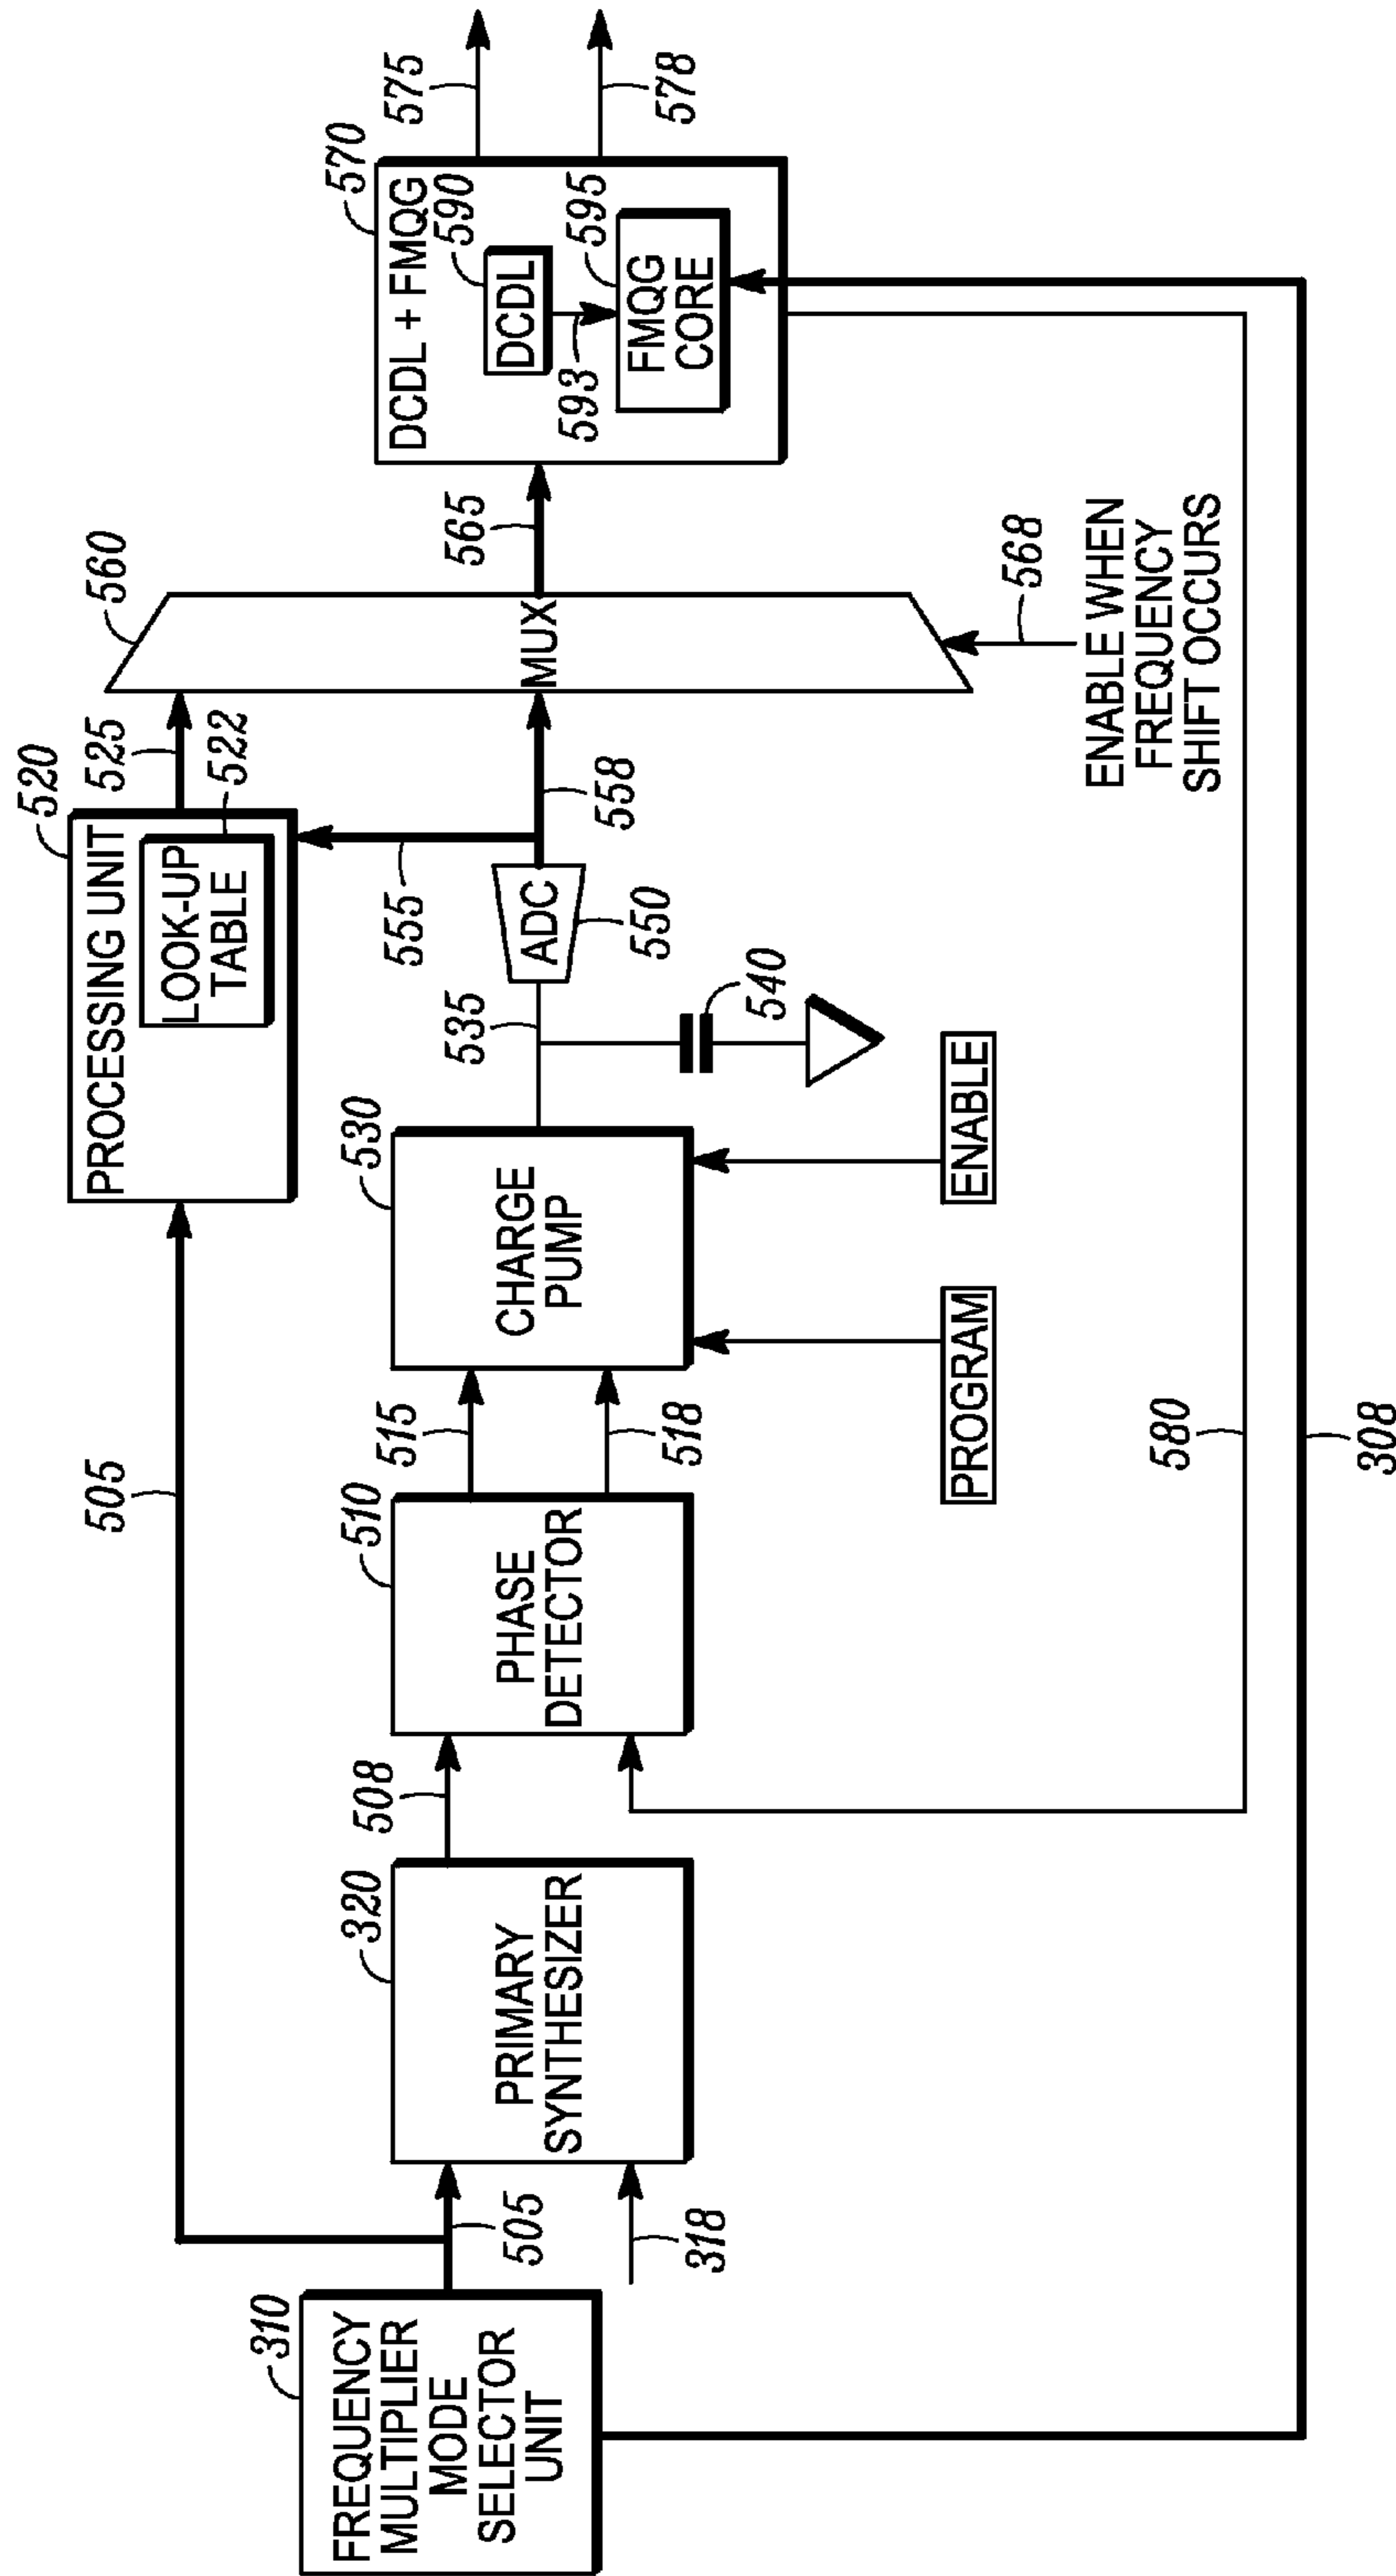 310
FREQUENCY
MULTIPLIER
MODE
SELECTOR
UNIT
505
505
318
320
PRIMARY
SYNTHESIZER
508
510
PHASE
DETECTOR
515
518
530
CHARGE
PUMP
PROGRAM
ENABLE
535
540
ADC
550
555
558
520
PROCESSING UNIT
LOOK-UP
TABLE
522
525
560
MUX
565
568
ENABLE WHEN
FREQUENCY
SHIFT OCCURS
570
DCDL + FMQG
590
DCDL
593
595
FMQG
CORE
575
578
580
308